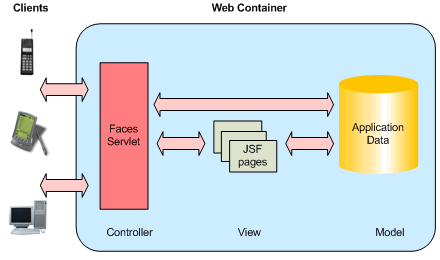 Clients
Web Container
Faces
Servlet
JSF
pages
Application
Data
Controller
View
Model